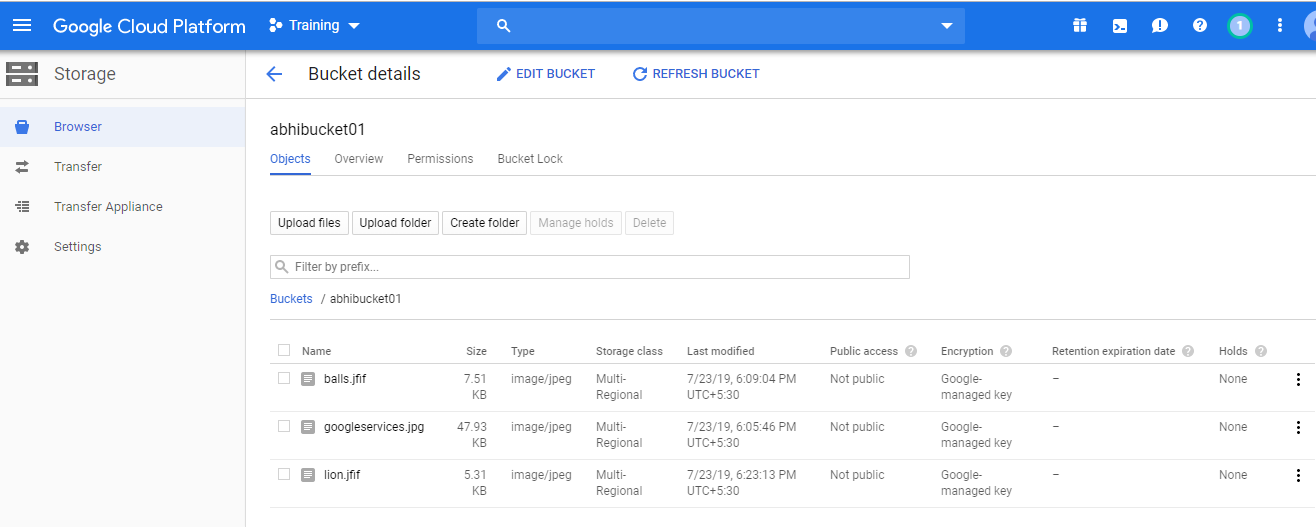 Google Cloud Platform Training 1
Storage Bucket details EDIT BUCKET REFRESH BUCKET
Browser
Transfer
Transfer Appliance
Settings
abhibucket01
Objects Overview Permissions Bucket Lock
Upload files Upload folder Create folder Manage holds Delete
Filter by prefix...
Buckets / abhibucket01
Name Size Type Storage class Last modified Public access ? Encryption ? Retention expiration date ? Holds ?
balls.jfif 7.51 image/jpeg Multi- 7/23/19, 6:09:04 PM Not public Google- – None
KB Regional UTC+5:30 managed key
googleservices.jpg 47.93 image/jpeg Multi- 7/23/19, 6:05:46 PM Not public Google- – None
KB Regional UTC+5:30 managed key
lion.jfif 5.31 image/jpeg Multi- 7/23/19, 6:23:13 PM Not public Google- – None
KB Regional UTC+5:30 managed key